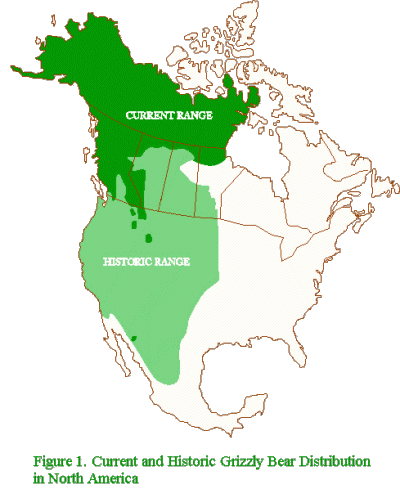 CURRENT RANGE
HISTORIC RANGE
Figure 1. Current and Historic Grizzly Bear Distribution
in North America